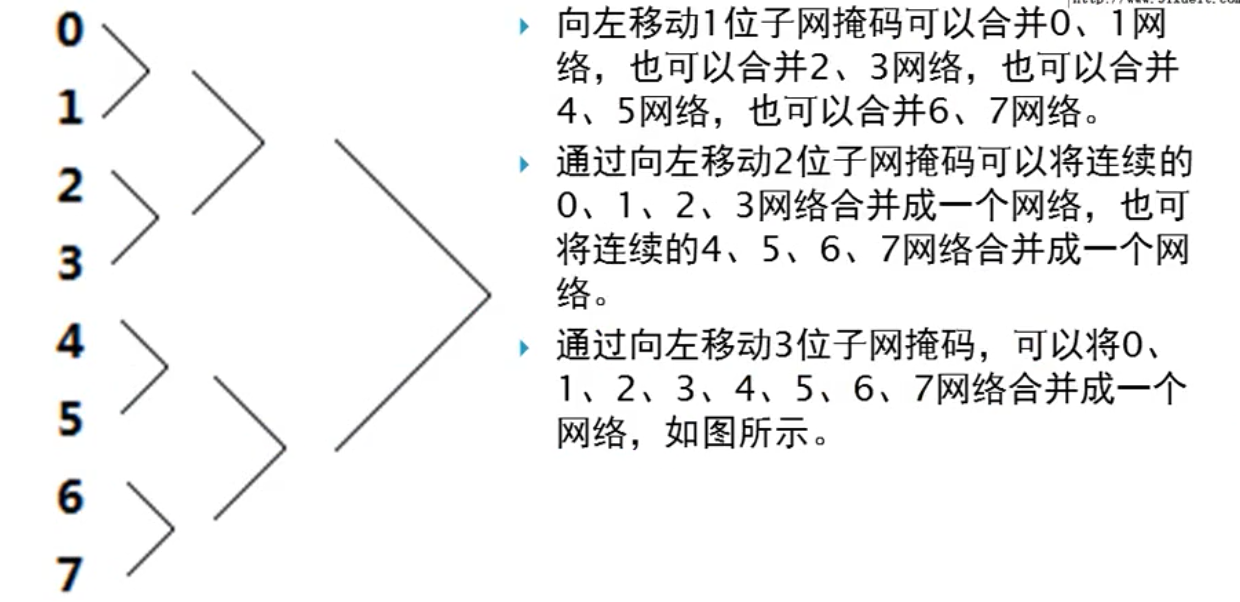 0
1
2
3
4
5
6
7
向左移动1位子网掩码可以合并0、1网
络，也可以合并2、3网络，也可以合并
4、5网络，也可以合并6、7网络。
通过向左移动2位子网掩码可以将连续的
0、1、2、3网络合并成一个网络，也可
将连续的4、5、6、7网络合并成一个网
络。
通过向左移动3位子网掩码，可以将0、
1、2、3、4、5、6、7网络合并成一个
网络，如图所示。